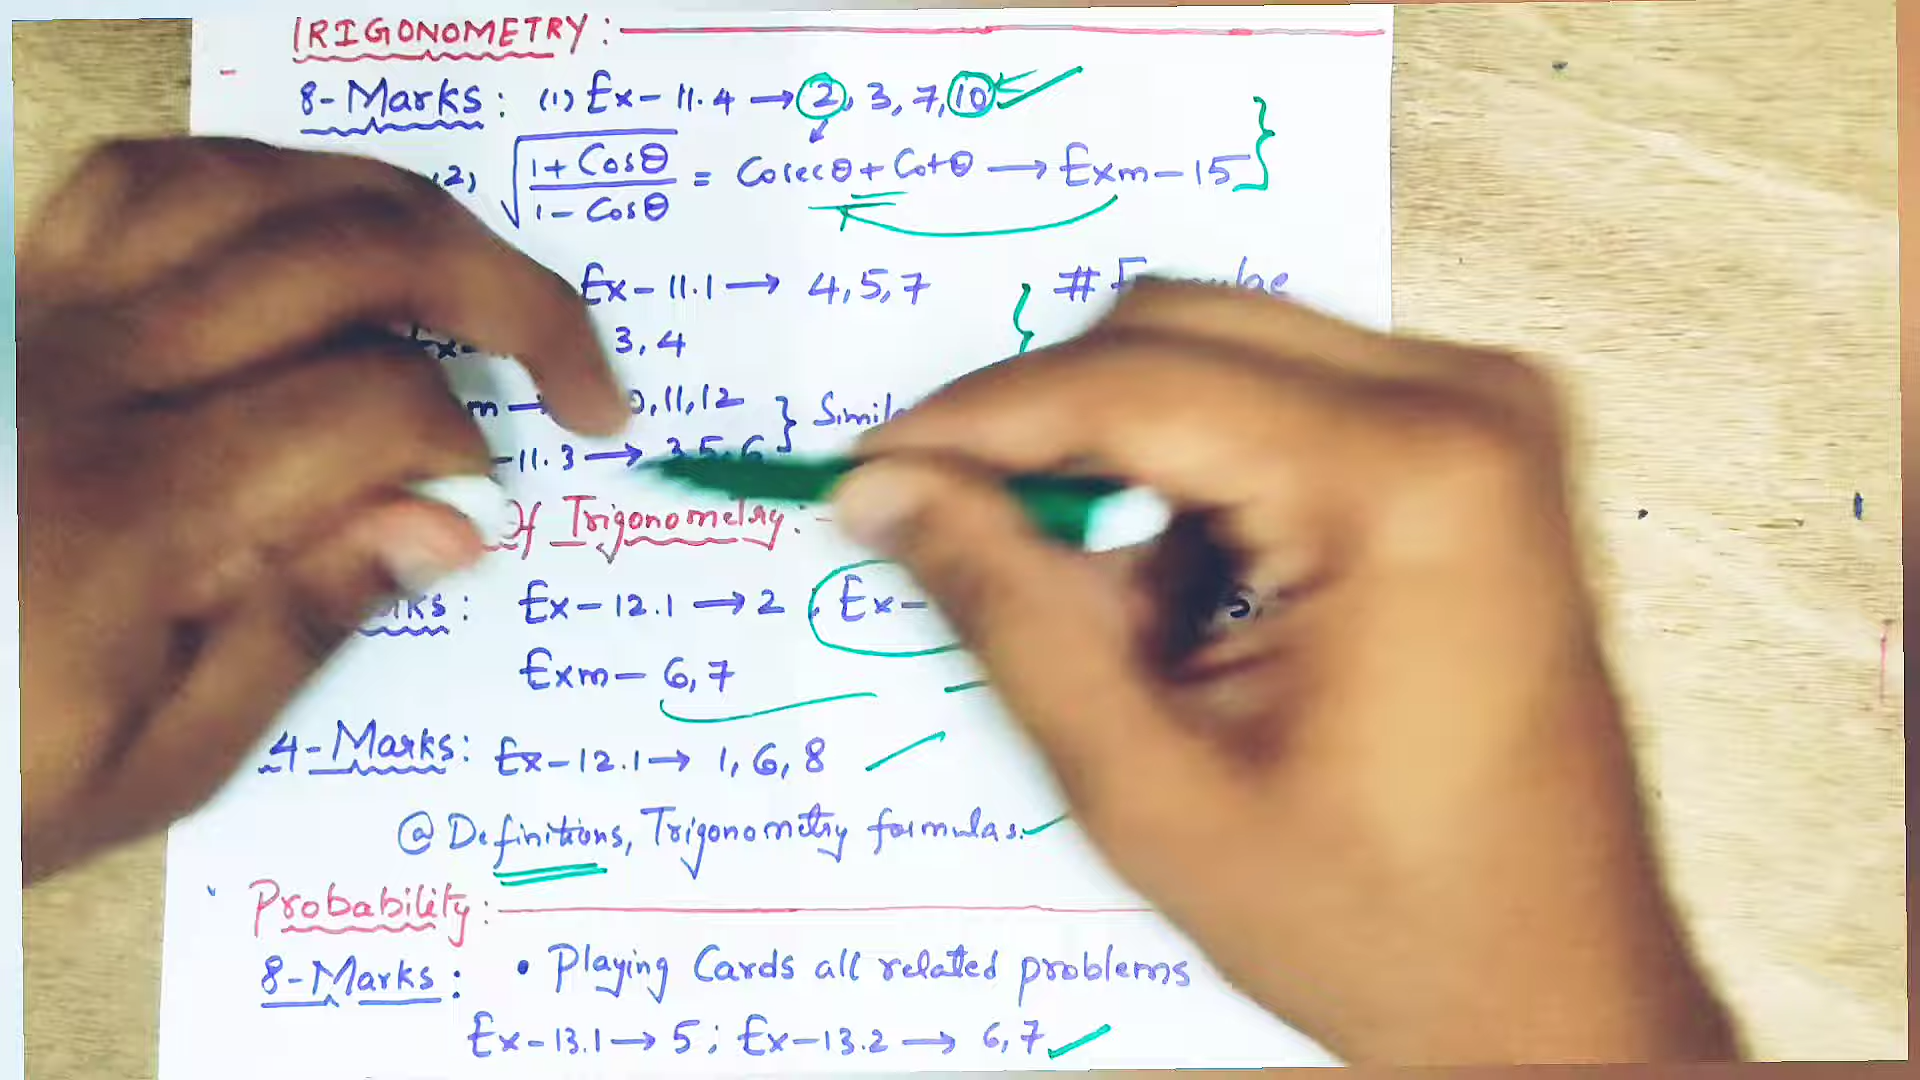 TRIGONOMETRY:
8-Marks: (1) Ex-11.4 → 2, 3, 7, 10
(2) √(1+Cosθ / 1-Cosθ) = Cosecθ + Cotθ → Exm-15
Ex-11.1 → 4, 5, 7 #
3, 4
11, 12
-11.3 → 3, 5, 6
Of Trigonometry:
Ex-12.1 → 2, Ex-
Exm- 6, 7
4-Marks: Ex-12.1 → 1, 6, 8
@ Definitions, Trigonometry formulas.
Probability:
8-Marks: • Playing Cards all related problems
Ex-13.1 → 5; Ex-13.2 → 6, 7